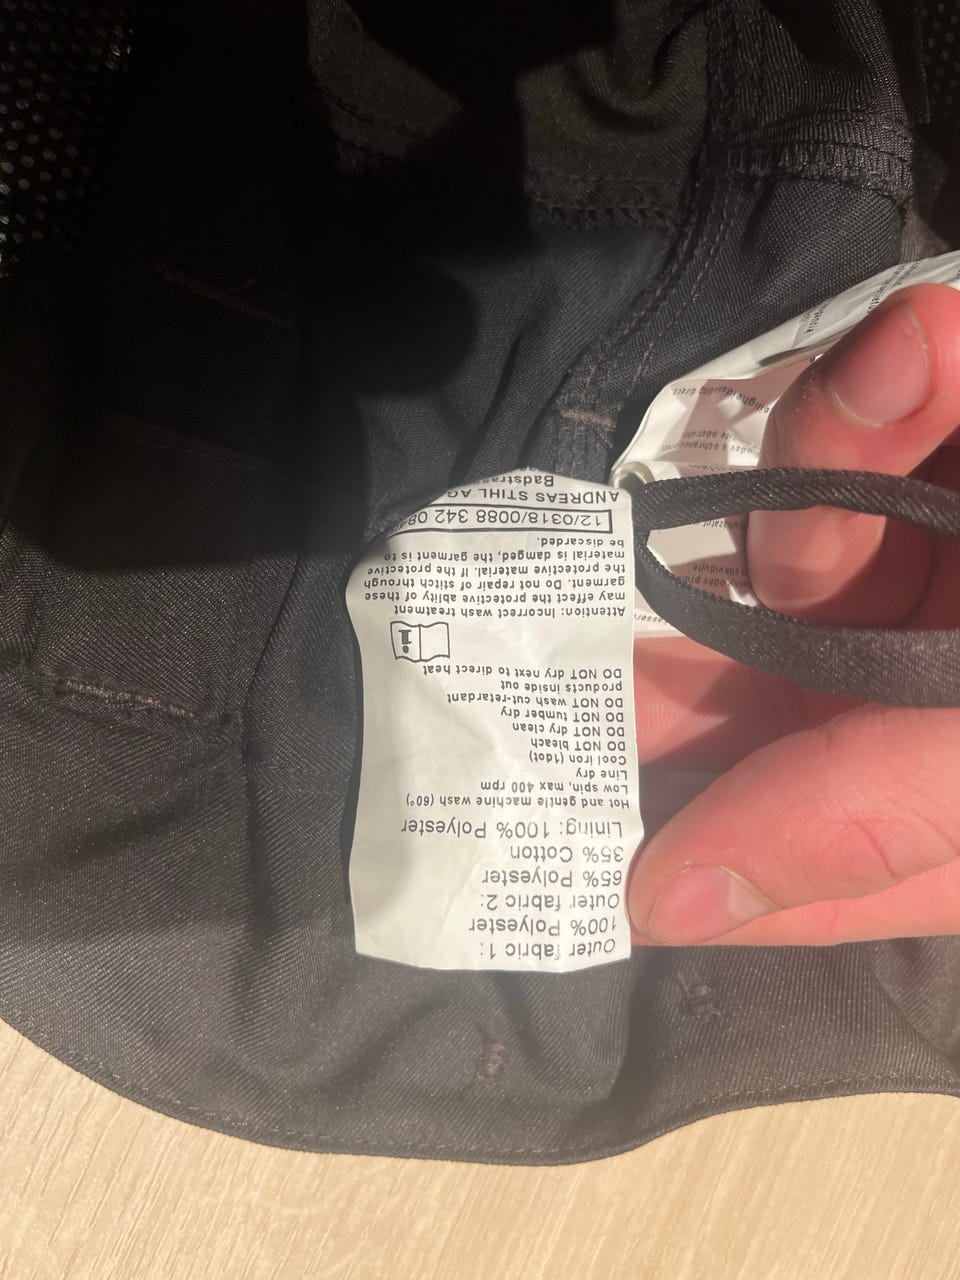 Outer fabric 1:
100% Polyester
Outer fabric 2:
65% Polyester
35% Cotton
Lining: 100% Polyester
Hot and gentle machine wash (60°)
Low spin, max 400 rpm
Line dry
Cool iron (1dot)
DO NOT bleach
DO NOT dry clean
DO NOT tumber dry
DO NOT wash cut-retardant
products inside out
DO NOT dry next to direct heat
i
Attention: Incorrect wash treatment
may effect the protective ablity of these
garment. Do not repair of stitch through
the protective material. If the protective
material is damaged, the garment is to
be discarded.
12/0318/0088 342 08
ANDREAS STIHL AG